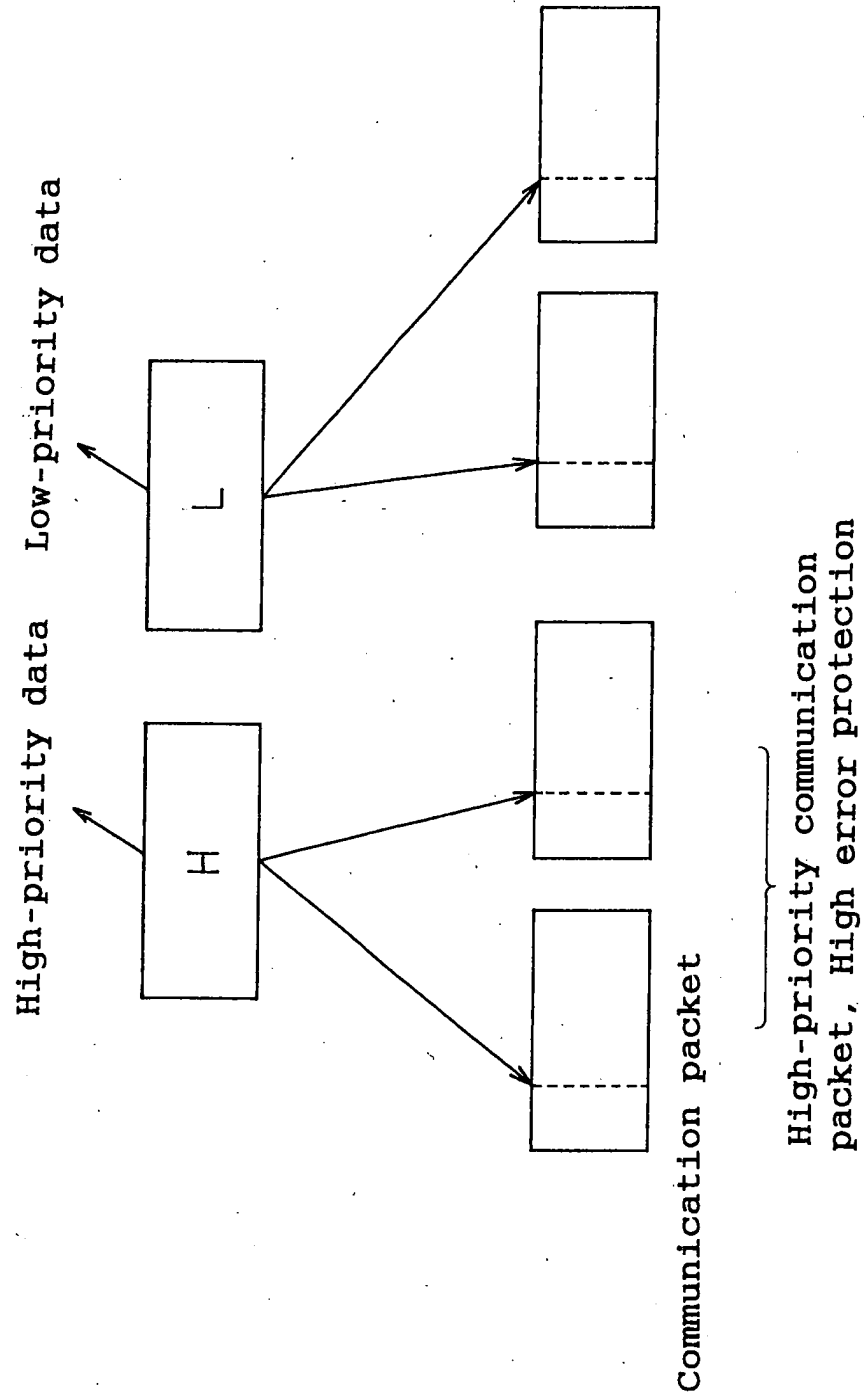 High-priority data
Low-priority data
H
L
Communication packet
High-priority communication
packet, High error protection